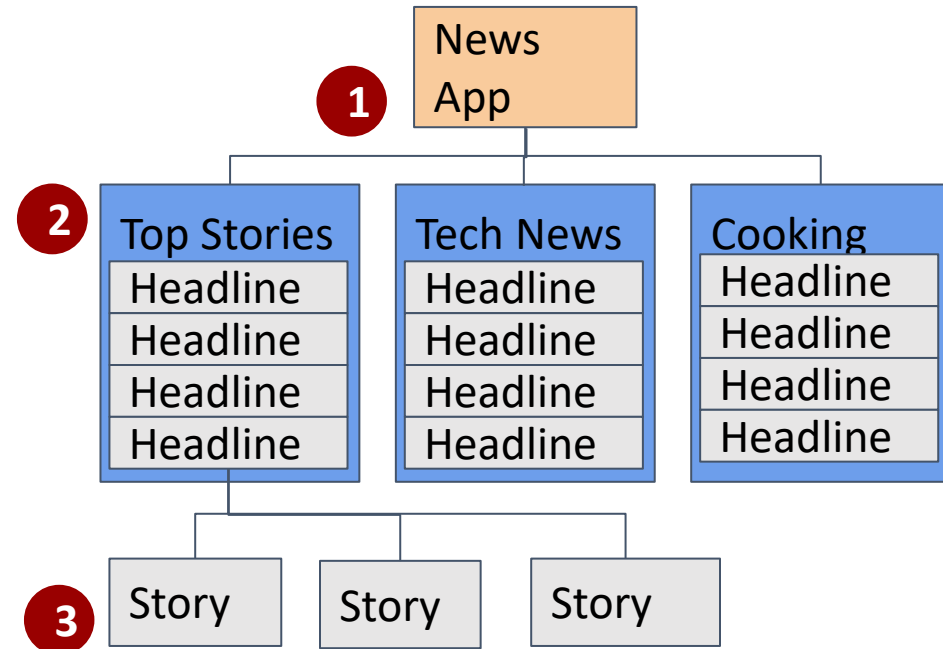 News
App
1
2
Top Stories
Headline
Headline
Headline
Headline
Tech News
Headline
Headline
Headline
Headline
Cooking
Headline
Headline
Headline
Headline
3
Story
Story
Story